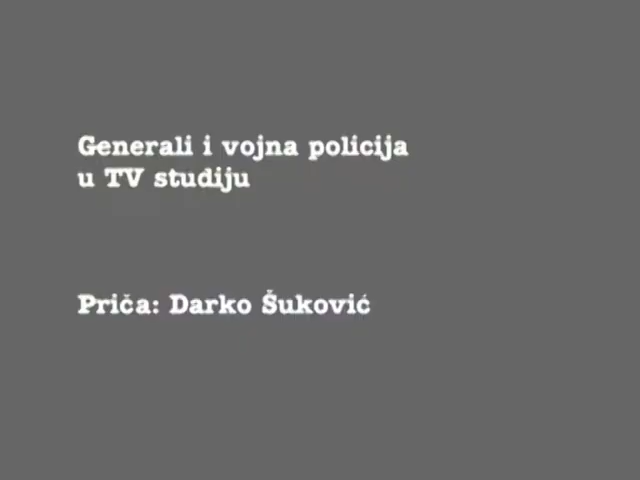 Generali i vojna policija
u TV studiju
Priča: Darko Šuković